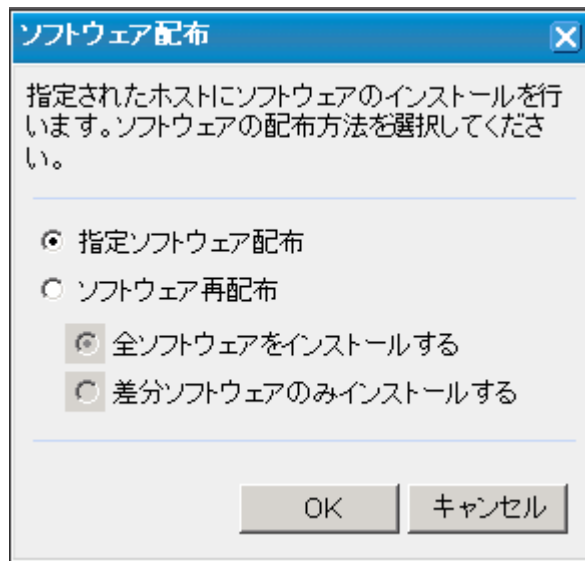 ソフトウェア配布
指定されたホストにソフトウェアのインストールを行
います。ソフトウェアの配布方法を選択してくださ
い。
指定ソフトウェア配布
ソフトウェア再配布
全ソフトウェアをインストールする
差分ソフトウェアのみインストールする
OK キャンセル